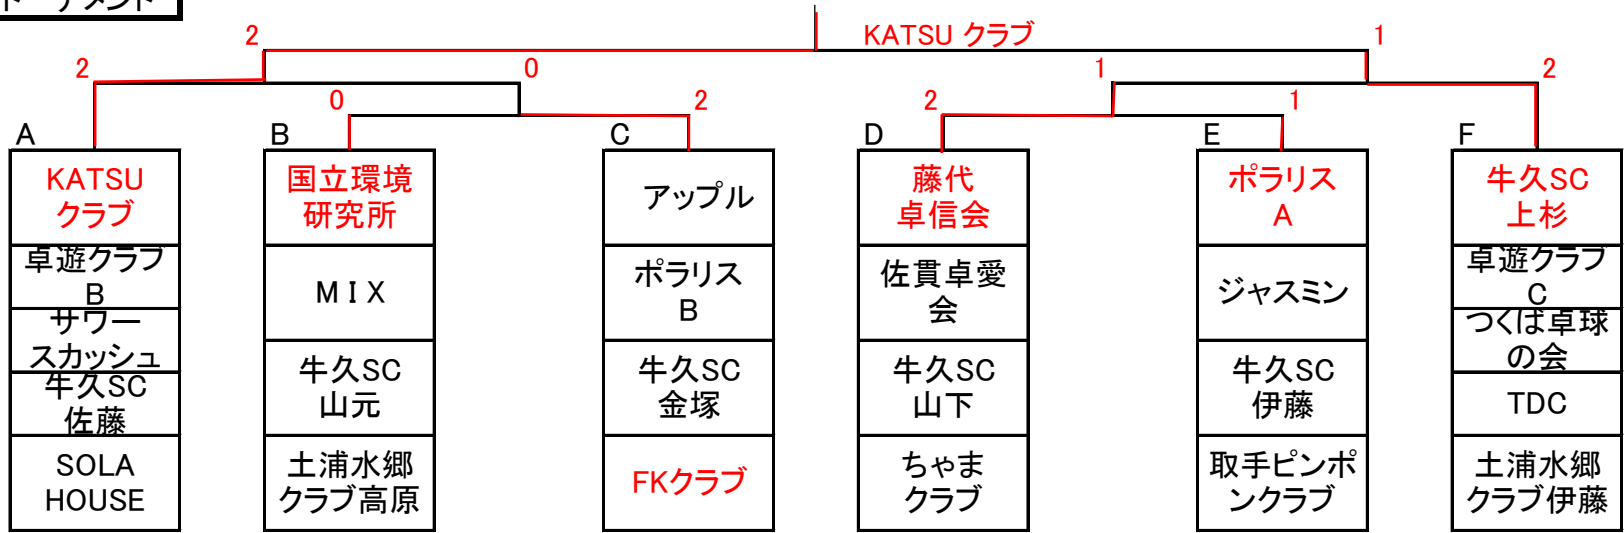 トーナメント
2
KATSU クラブ
1
2
0
1
2
0
2
2
1
A
B
C
D
E
F
KATSU
クラブ
国立環境
研究所
アップル
藤代
卓信会
ポラリス
A
牛久SC
上杉
卓遊クラブ
B
MIX
ポラリス
B
佐貫卓愛
会
ジャスミン
卓遊クラブ
C
サワー
スカッシュ
つくば卓球
の会
牛久SC
佐藤
牛久SC
山元
牛久SC
金塚
牛久SC
山下
牛久SC
伊藤
TDC
SOLA
HOUSE
土浦水郷
クラブ高原
FKクラブ
ちゃま
クラブ
取手ピンポ
ンクラブ
土浦水郷
クラブ伊藤